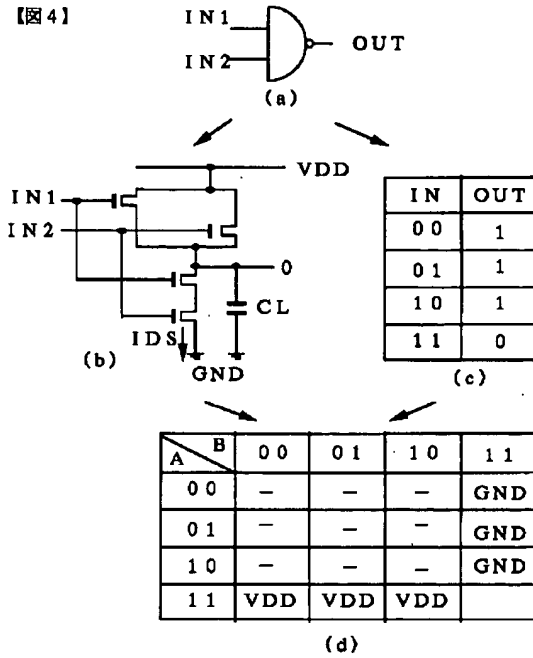 【図4】
IN1
IN2
OUT
(a)
VDD
IN1
IN2
0
CL
IDS
GND
(b)
IN OUT
00 1
01 1
10 1
11 0
(c)
A B 00 01 10 11
00 − − − GND
01 − − − GND
10 − − − GND
11 VDD VDD VDD
(d)